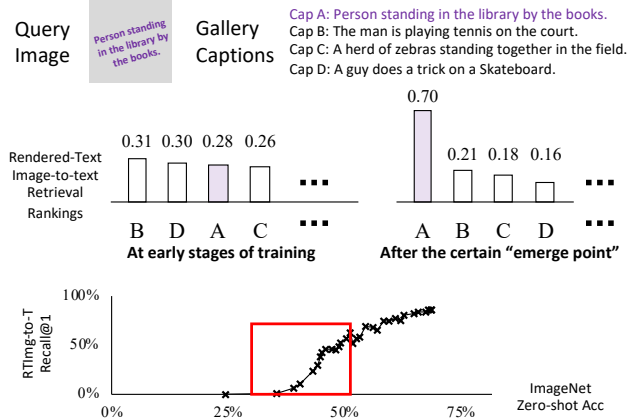 Query
Image
Person standing
in the library by
the books.
Gallery
Captions
Cap A: Person standing in the library by the books.
Cap B: The man is playing tennis on the court.
Cap C: A herd of zebras standing together in the field.
Cap D: A guy does a trick on a Skateboard.
Rendered-Text
Image-to-text
Retrieval
Rankings
0.31 0.30 0.28 0.26
...
B D A C
...
At early stages of training
0.70
0.21 0.18 0.16
...
A B C D
...
After the certain “emerge point”
RTImg-to-T
Recall@1
100%
50%
0%
0% 25% 50% 75%
ImageNet
Zero-shot Acc